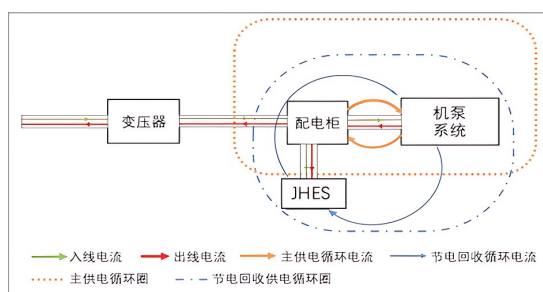 变压器
配电柜
机泵
系统
JHES
入线电流
出线电流
主供电循环电流
节电回收循环电流
主供电循环圈
节电回收供电循环圈